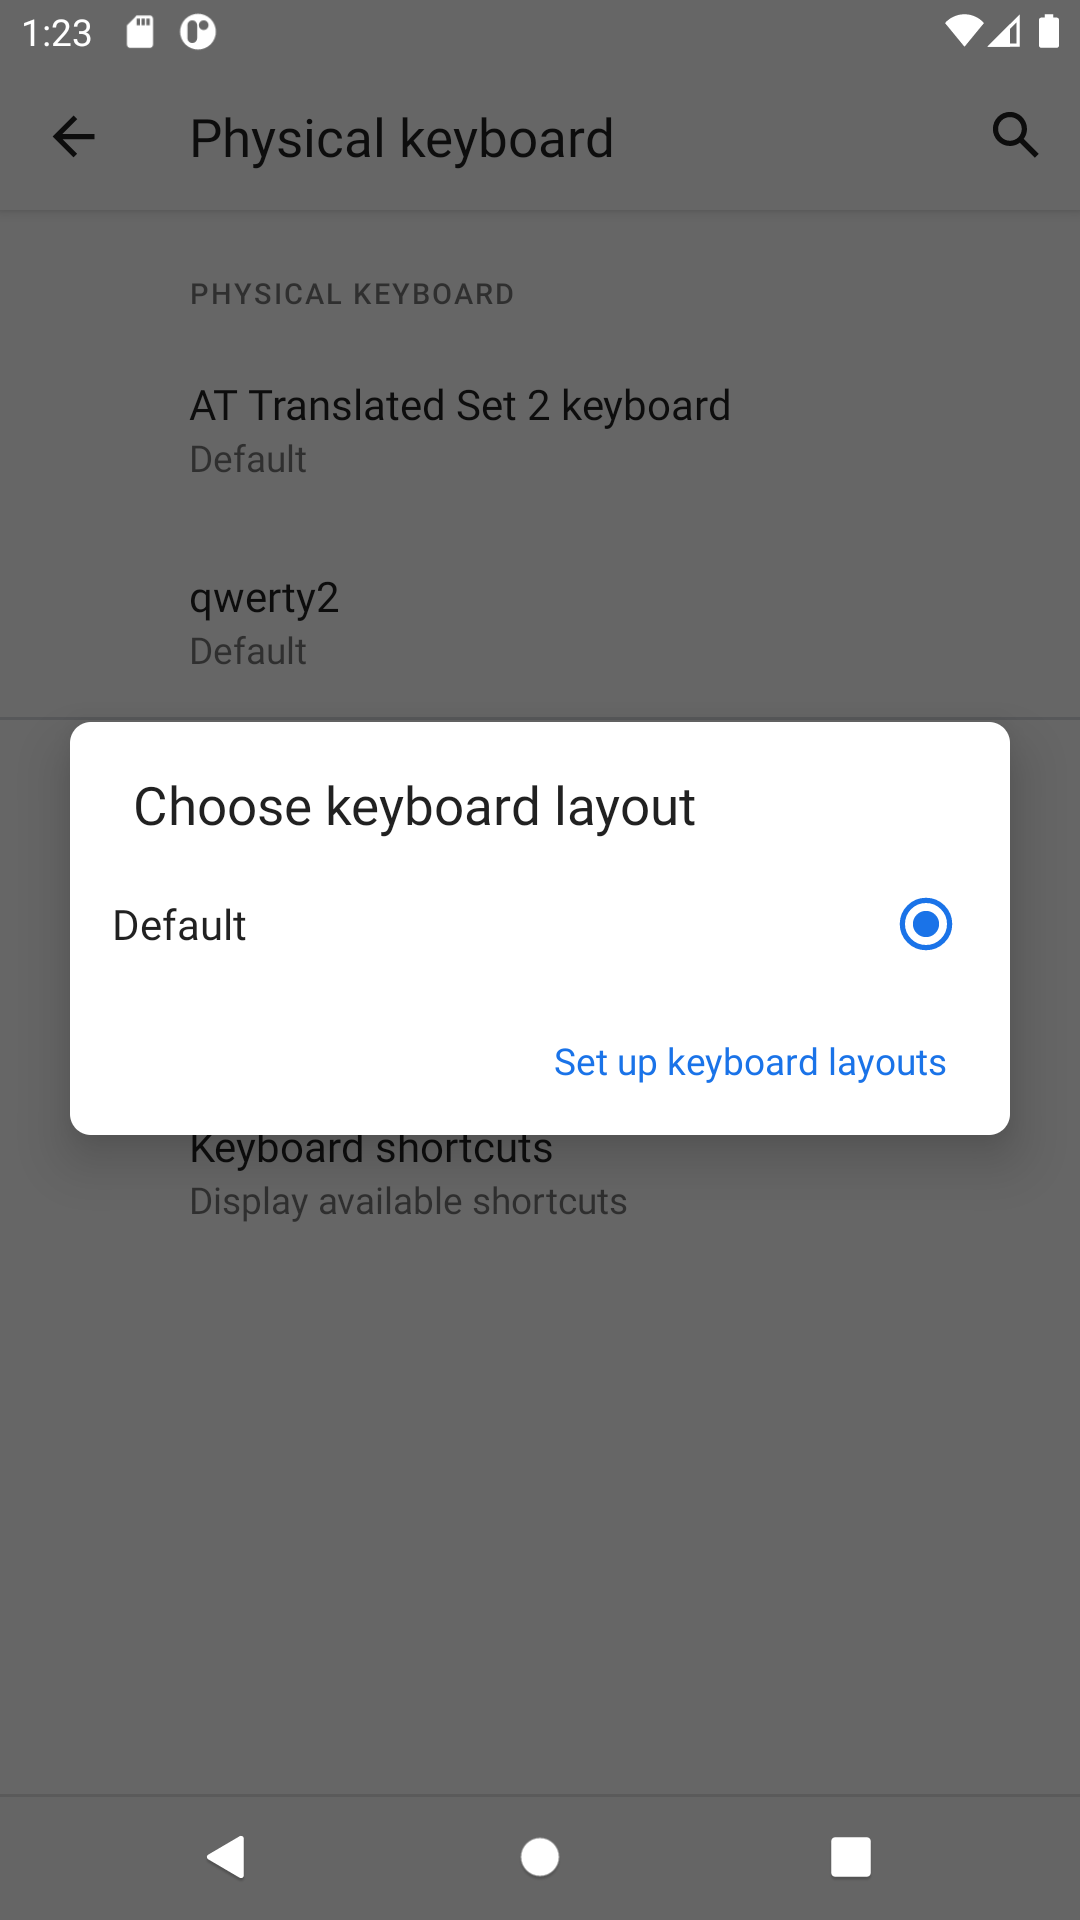 1:23
Physical keyboard
PHYSICAL KEYBOARD
AT Translated Set 2 keyboard
Default
qwerty2
Default
Choose keyboard layout
Default
Set up keyboard layouts
Keyboard shortcuts
Display available shortcuts